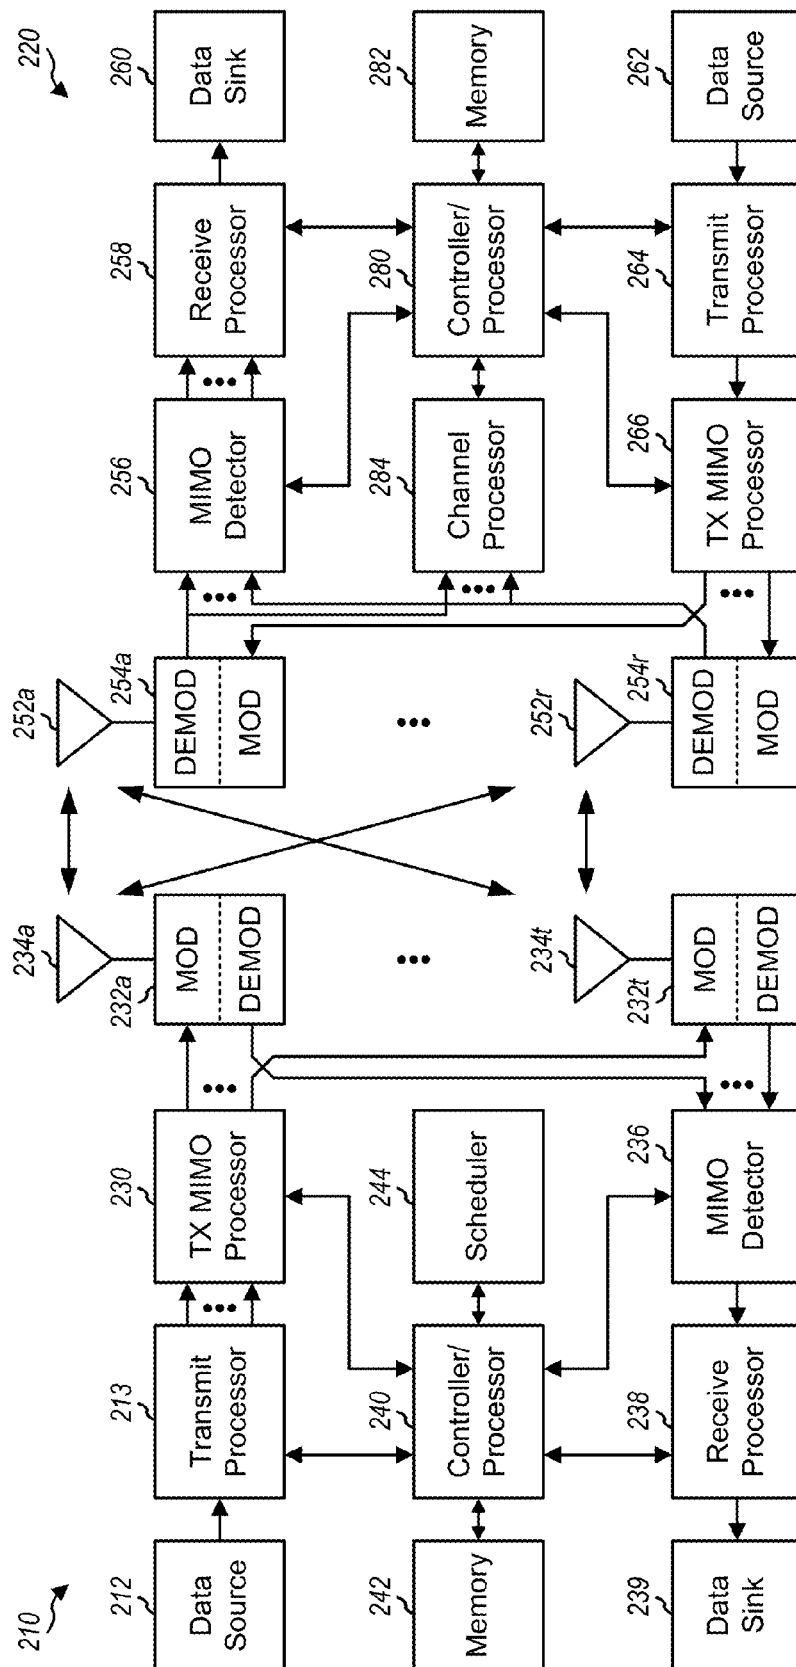 210
220
212
Data
Source
213
Transmit
Processor
230
TX MIMO
Processor
232a
MOD
DEMOD
234a
252a
254a
DEMOD
MOD
256
MIMO
Detector
258
Receive
Processor
260
Data
Sink
242
Memory
240
Controller/
Processor
244
Scheduler
284
Channel
Processor
280
Controller/
Processor
282
Memory
239
Data
Sink
238
Receive
Processor
236
MIMO
Detector
232t
MOD
DEMOD
234t
252r
254r
DEMOD
MOD
266
TX MIMO
Processor
264
Transmit
Processor
262
Data
Source